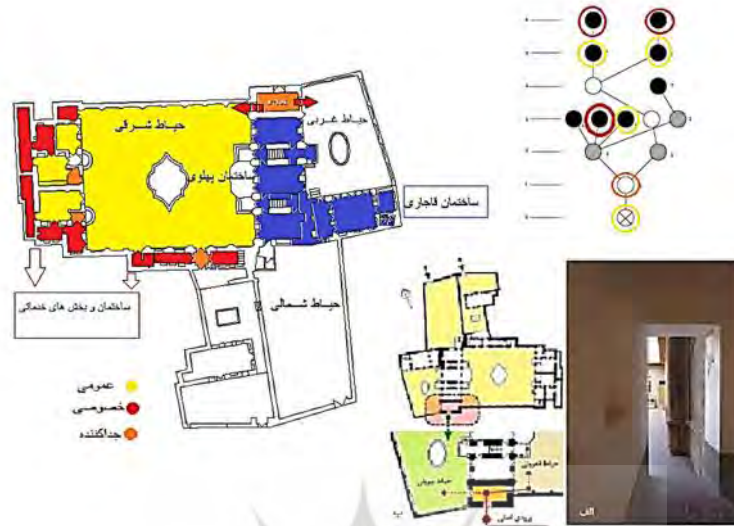 حیاط شرقی
حیاط غربی
ساختمان پهلوی
ساختمان قاجاری
حیاط شمالی
ساختمان و بخش های خدماتی
عمومی
خصوصی
جداکننده
حیاط بیرونی
ورودی اصلی
ب
الف